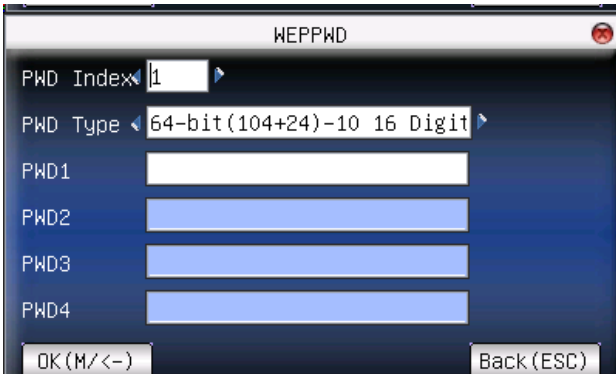 WEPPWD
PWD Index 1
PWD Type 64-bit(104+24)-10 16 Digit
PWD1
PWD2
PWD3
PWD4
OK(M/<-) Back(ESC)